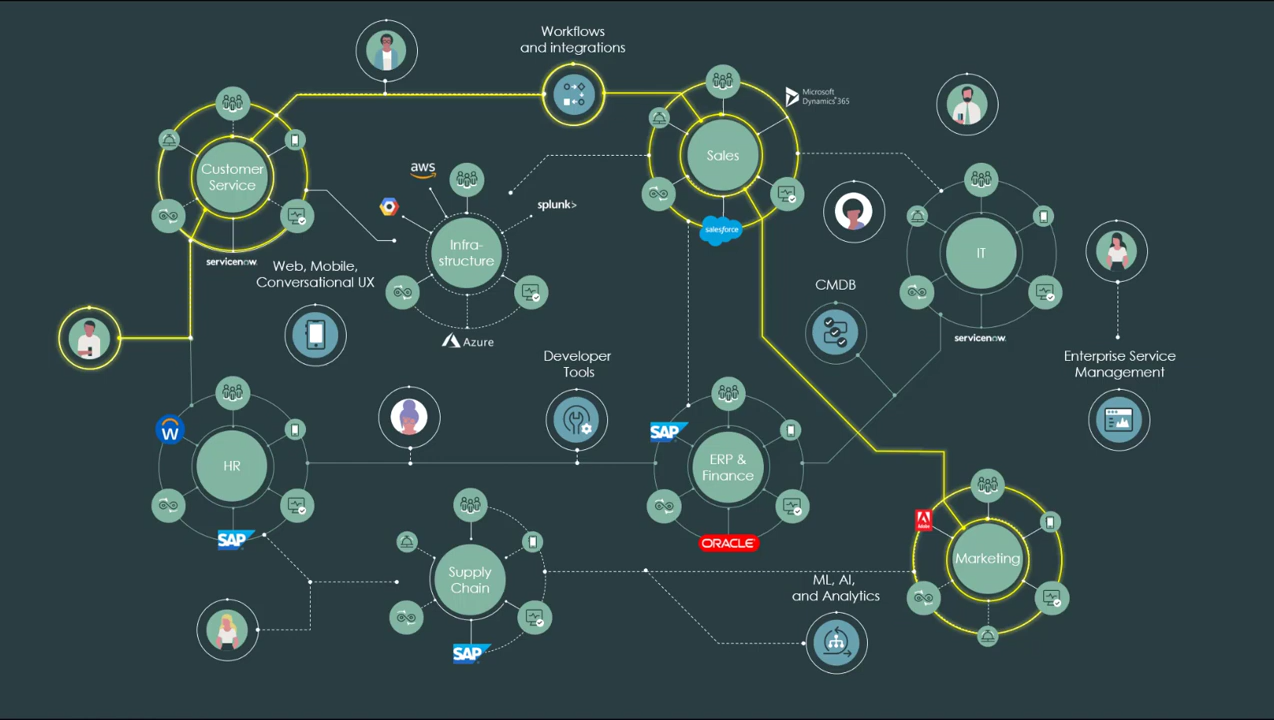 Workflows
and integrations
Microsoft
Dynamics 365
Customer
Service
Sales
aws
splunk>
salesforce
servicenow
Infra-
structure
IT
Web, Mobile,
Conversational UX
CMDB
Azure
servicenow
Developer
Tools
Enterprise Service
Management
W
HR
SAP
ERP &
Finance
SAP
ORACLE
Adobe
Marketing
Supply
Chain
ML, AI,
and Analytics
SAP